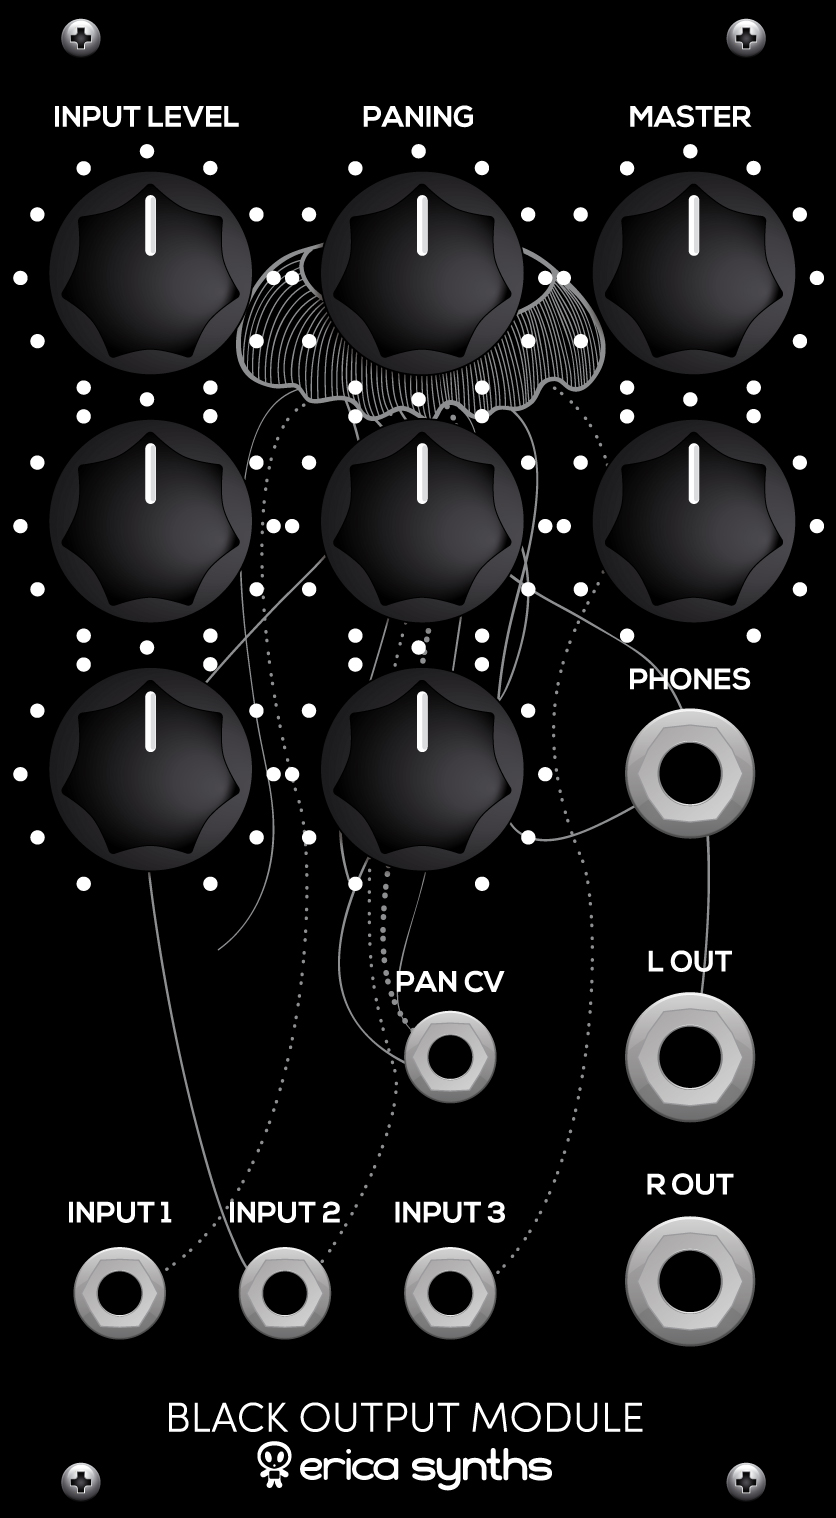 INPUT LEVEL PANING MASTER
PHONES
L OUT
PAN CV
R OUT
INPUT 1 INPUT 2 INPUT 3
BLACK OUTPUT MODULE
erica synths